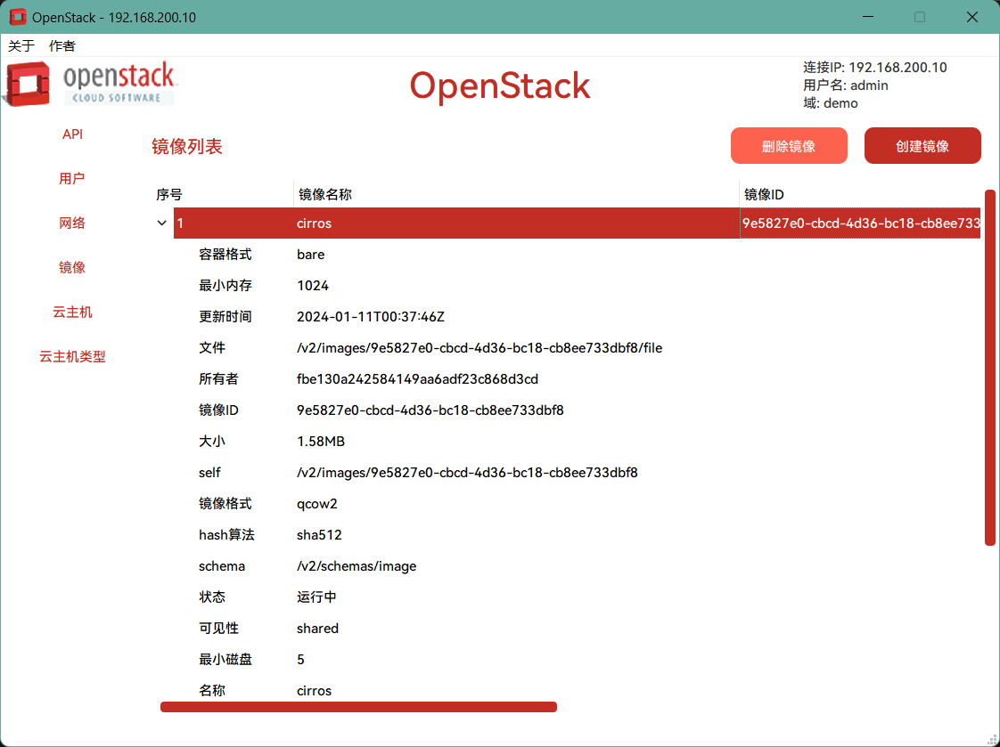 OpenStack - 192.168.200.10
关于 作者
openstack
CLOUD SOFTWARE
OpenStack
连接IP: 192.168.200.10
用户名: admin
域: demo
API
用户
网络
镜像
云主机
云主机类型
镜像列表
删除镜像
创建镜像
序号 镜像名称 镜像ID
1 cirros 9e5827e0-cbcd-4d36-bc18-cb8ee733
容器格式 bare
最小内存 1024
更新时间 2024-01-11T00:37:46Z
文件 /v2/images/9e5827e0-cbcd-4d36-bc18-cb8ee733dbf8/file
所有者 fbe130a242584149aa6adf23c868d3cd
镜像ID 9e5827e0-cbcd-4d36-bc18-cb8ee733dbf8
大小 1.58MB
self /v2/images/9e5827e0-cbcd-4d36-bc18-cb8ee733dbf8
镜像格式 qcow2
hash算法 sha512
schema /v2/schemas/image
状态 运行中
可见性 shared
最小磁盘 5
名称 cirros